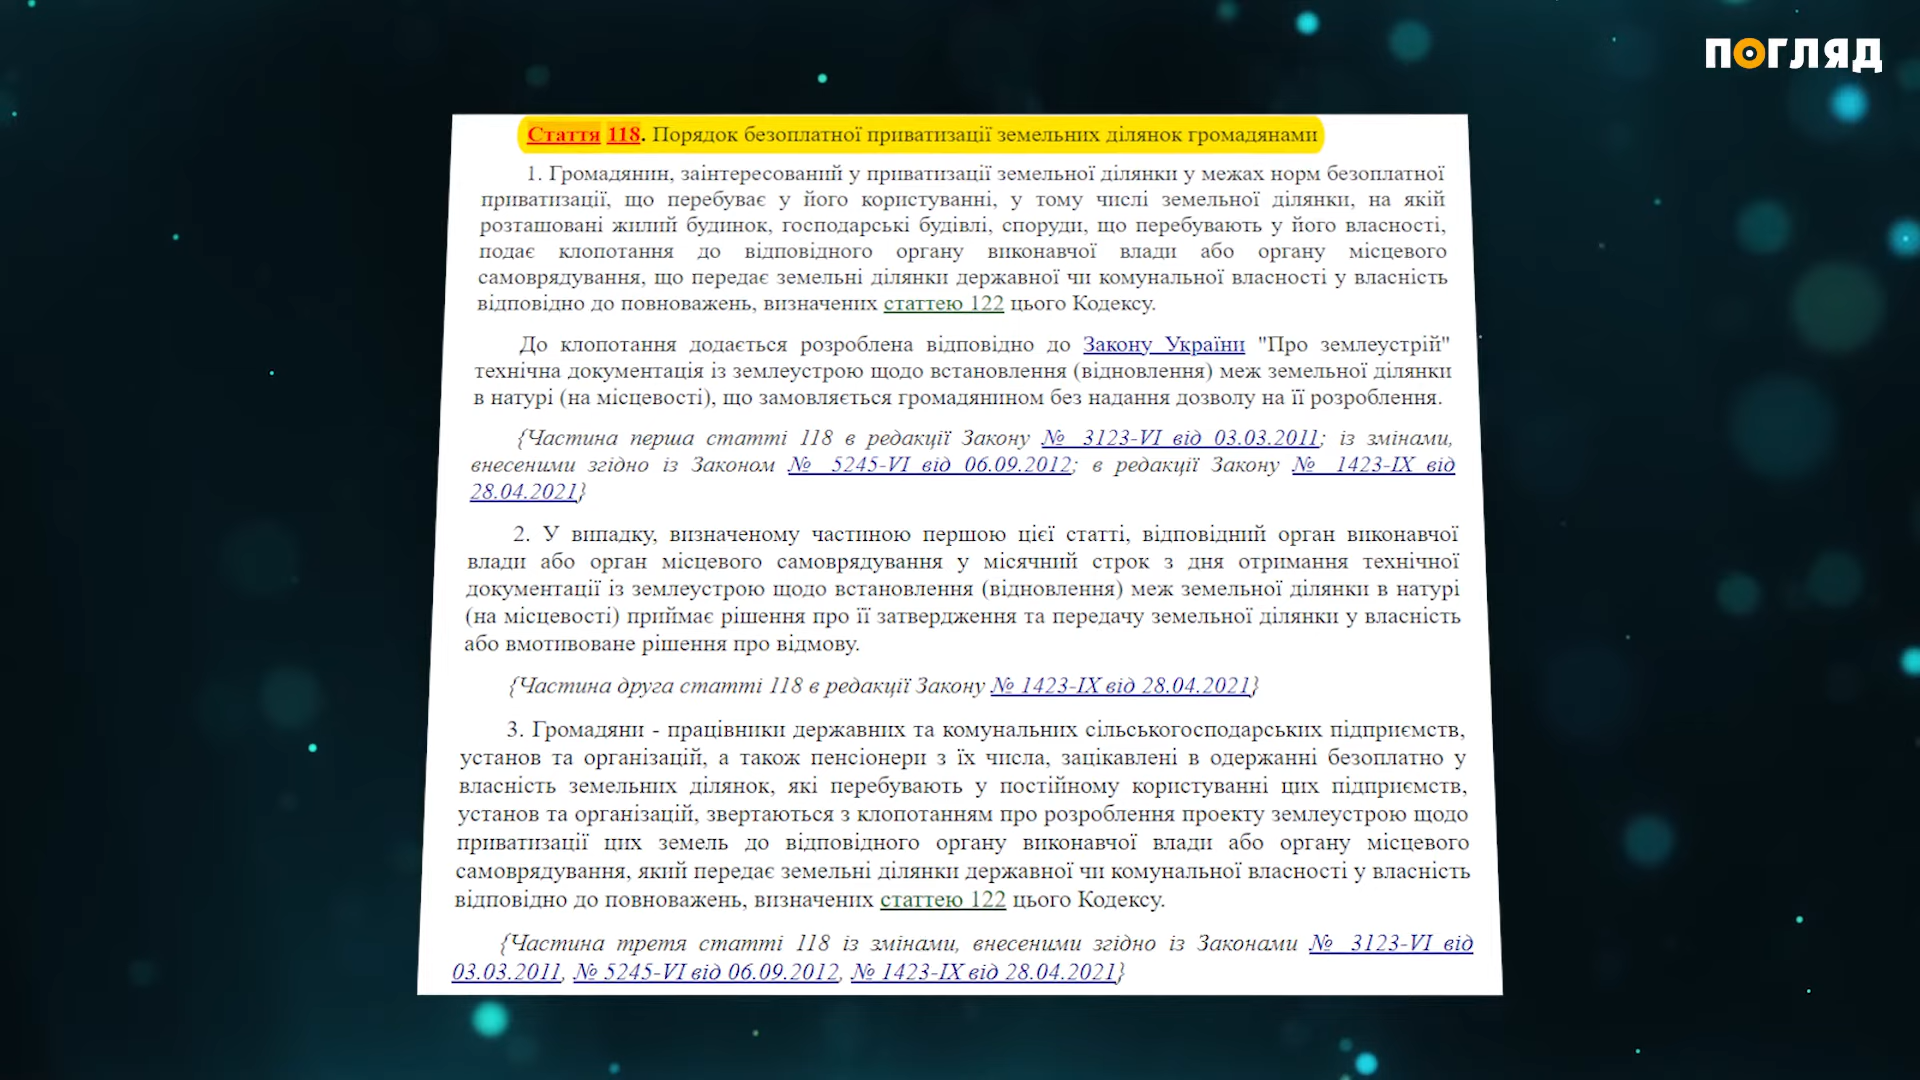 ПОГЛЯД
Стаття 118. Порядок безоплатної приватизації земельних ділянок громадянами
1. Громадянин, заінтересований у приватизації земельної ділянки у межах норм безоплатної
приватизації, що перебуває у його користуванні, у тому числі земельної ділянки, на якій
розташовані жилий будинок, господарські будівлі, споруди, що перебувають у його власності,
подає клопотання до відповідного органу виконавчої влади або органу місцевого
самоврядування, що передає земельні ділянки державної чи комунальної власності у власність
відповідно до повноважень, визначених статтею 122 цього Кодексу.
До клопотання додається розроблена відповідно до Закону України "Про землеустрій"
технічна документація із землеустрою щодо встановлення (відновлення) меж земельної ділянки
в натурі (на місцевості), що замовляється громадянином без надання дозволу на її розроблення.
{Частина перша статті 118 в редакції Закону № 3123-VI від 03.03.2011; із змінами,
внесеними згідно із Законом № 5245-VI від 06.09.2012; в редакції Закону № 1423-IX від
28.04.2021}
2. У випадку, визначеному частиною першою цієї статті, відповідний орган виконавчої
влади або орган місцевого самоврядування у місячний строк з дня отримання технічної
документації із землеустрою щодо встановлення (відновлення) меж земельної ділянки в натурі
(на місцевості) приймає рішення про її затвердження та передачу земельної ділянки у власність
або вмотивоване рішення про відмову.
{Частина друга статті 118 в редакції Закону № 1423-IX від 28.04.2021}
3. Громадяни - працівники державних та комунальних сільськогосподарських підприємств,
установ та організацій, а також пенсіонери з їх числа, зацікавлені в одержанні безоплатно у
власність земельних ділянок, які перебувають у постійному користуванні цих підприємств,
установ та організацій, звертаються з клопотанням про розроблення проекту землеустрою щодо
приватизації цих земель до відповідного органу виконавчої влади або органу місцевого
самоврядування, який передає земельні ділянки державної чи комунальної власності у власність
відповідно до повноважень, визначених статтею 122 цього Кодексу.
{Частина третя статті 118 із змінами, внесеними згідно із Законами № 3123-VI від
03.03.2011, № 5245-VI від 06.09.2012, № 1423-IX від 28.04.2021}